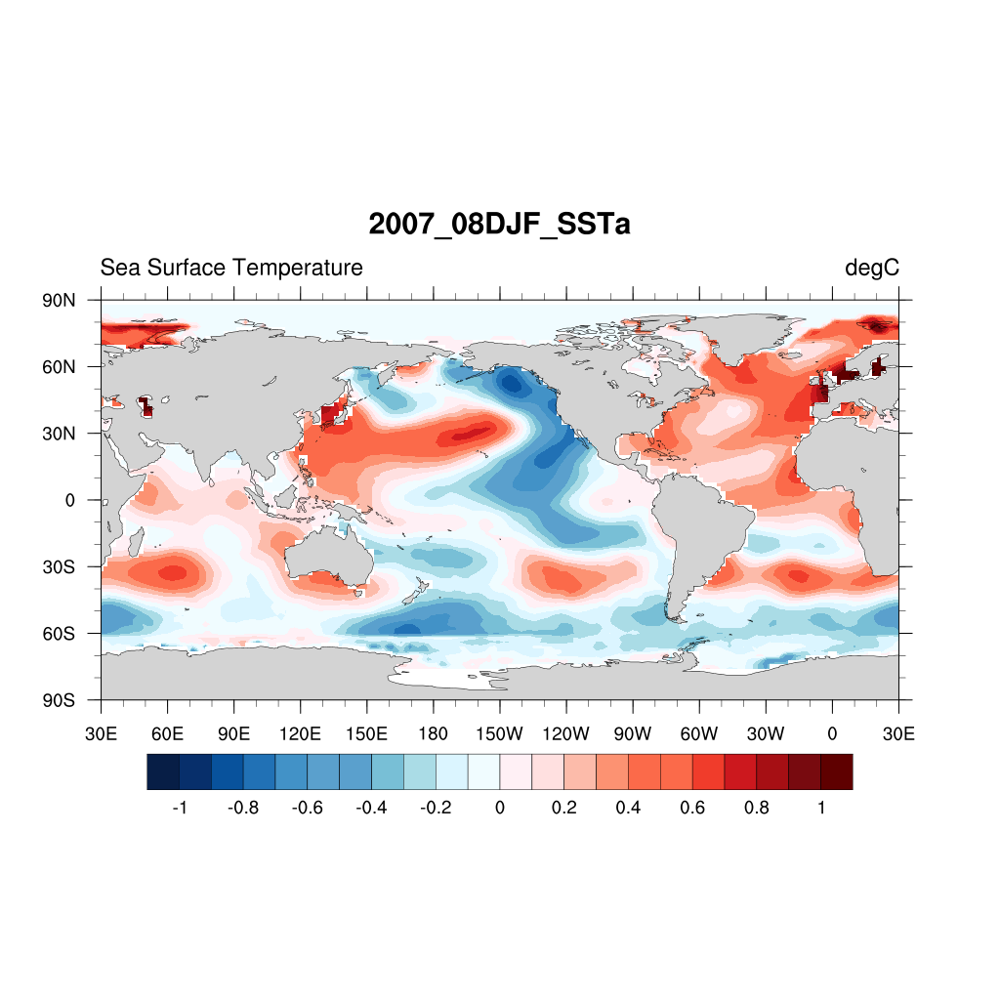 2007_08DJF_SSTa
Sea Surface Temperature degC
90N
60N
30N
0
30S
60S
90S
30E 60E 90E 120E 150E 180 150W 120W 90W 60W 30W 0 30E
-1 -0.8 -0.6 -0.4 -0.2 0 0.2 0.4 0.6 0.8 1